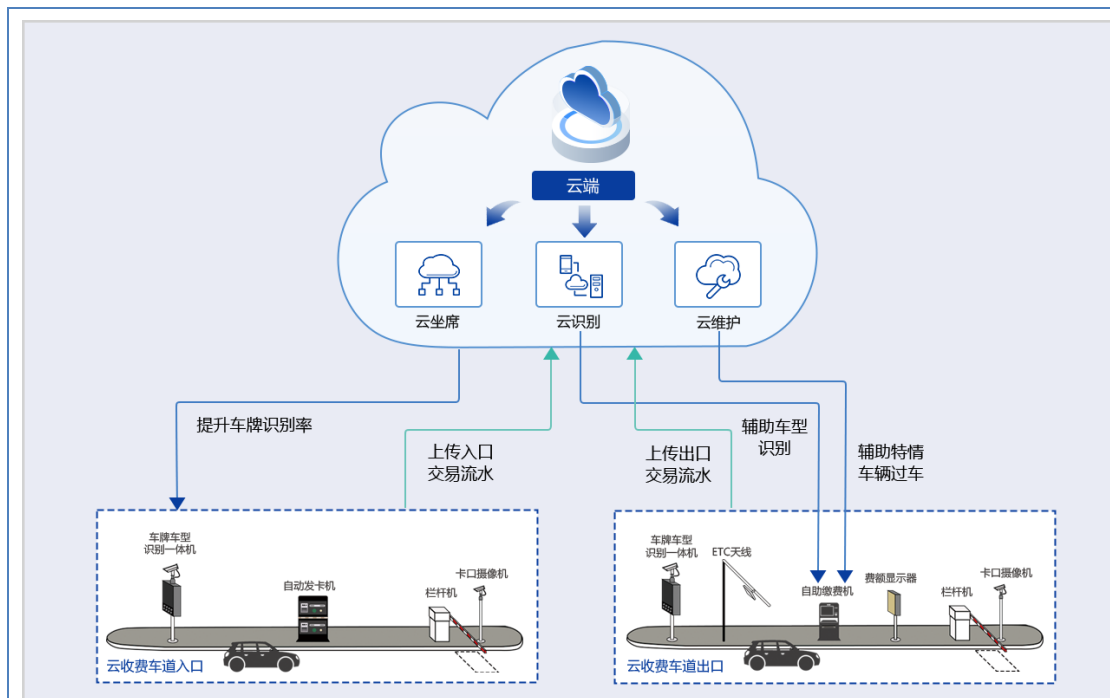 云端
云坐席
云识别
云维护
提升车牌识别率
上传入口
交易流水
上传出口
交易流水
辅助车型
识别
辅助特情
车辆过车
车牌车型
识别一体机
自动发卡机
栏杆机
卡口摄像机
云收费车道入口
车牌车型
识别一体机
ETC天线
自助缴费机
费额显示器
栏杆机
卡口摄像机
云收费车道出口